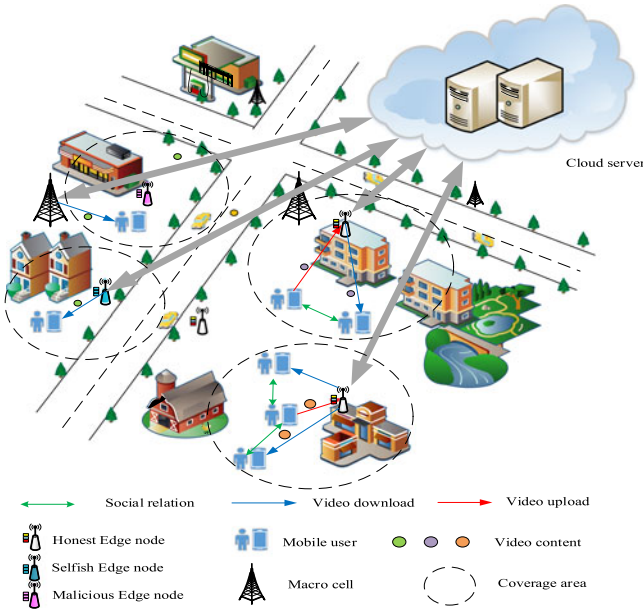 Cloud server
Social relation
Video download
Video upload
Honest Edge node
Mobile user
Video content
Selfish Edge node
Macro cell
Coverage area
Malicious Edge node